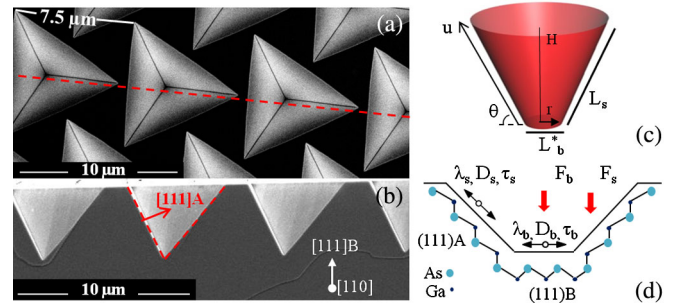 7.5 μm
(a)
10 μm
[111]A
(b)
[111]B
[110]
10 μm
u
H
θ
r
L_s
L*_b
(c)
λ_s, D_s, τ_s
F_b
F_s
λ_b, D_b, τ_b
(111)A
As
Ga
(111)B
(d)